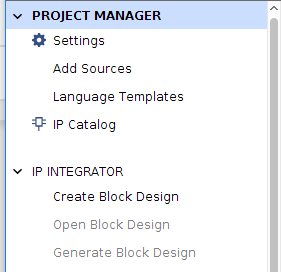 PROJECT MANAGER
Settings
Add Sources
Language Templates
IP Catalog
IP INTEGRATOR
Create Block Design
Open Block Design
Generate Block Design